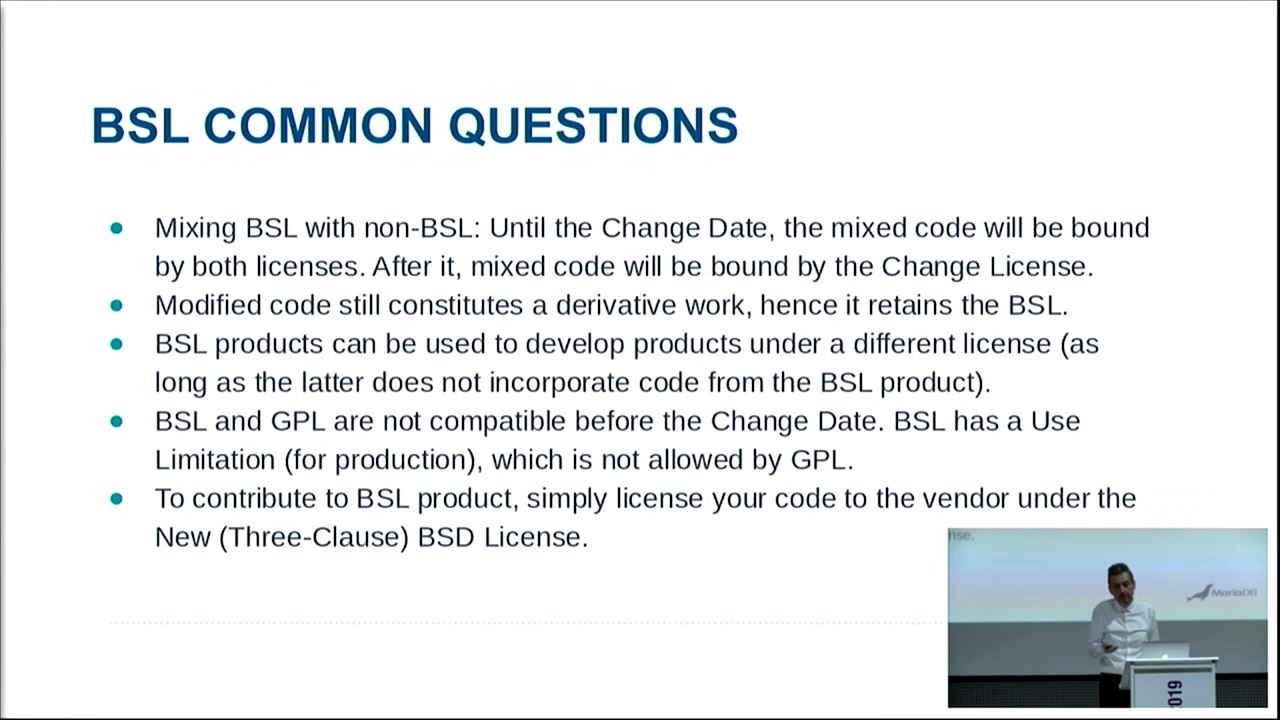 BSL COMMON QUESTIONS
● Mixing BSL with non-BSL: Until the Change Date, the mixed code will be bound
by both licenses. After it, mixed code will be bound by the Change License.
● Modified code still constitutes a derivative work, hence it retains the BSL.
● BSL products can be used to develop products under a different license (as
long as the latter does not incorporate code from the BSL product).
● BSL and GPL are not compatible before the Change Date. BSL has a Use
Limitation (for production), which is not allowed by GPL.
● To contribute to BSL product, simply license your code to the vendor under the
New (Three-Clause) BSD License.
nse.
MariaDB
2019